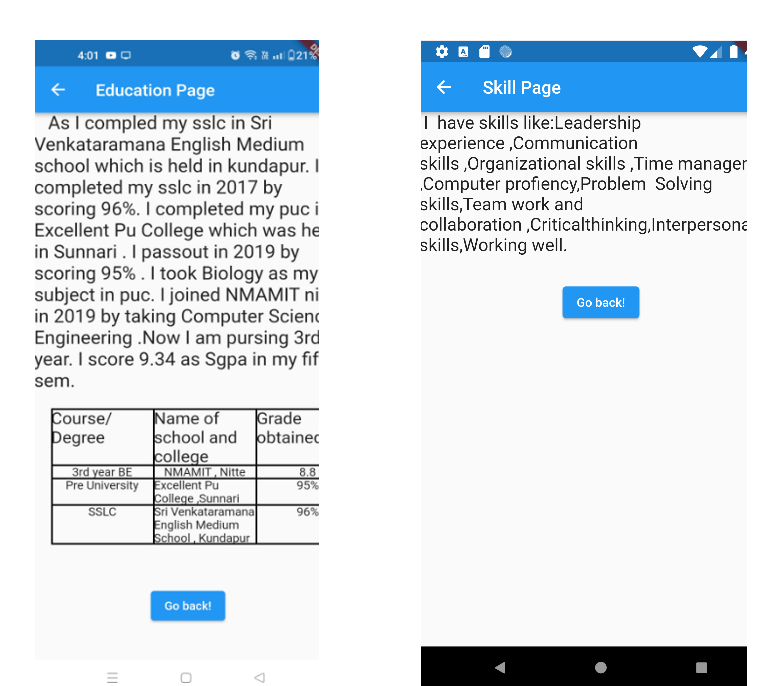 4:01
21%
Education Page
As I compled my sslc in Sri
Venkataramana English Medium
school which is held in kundapur. I
completed my sslc in 2017 by
scoring 96%. I completed my puc i
Excellent Pu College which was he
in Sunnari . I passout in 2019 by
scoring 95% . I took Biology as my
subject in puc. I joined NMAMIT ni
in 2019 by taking Computer Scienc
Engineering .Now I am pursing 3rd
year. I score 9.34 as Sgpa in my fif
sem.
Course/ Name of Grade
Degree school and obtained
college
3rd year BE NMAMIT , Nitte 8.8
Pre University Excellent Pu 95%
College ,Sunnari
SSLC Sri Venkataramana 96%
English Medium
School , Kundapur
Go back!
Skill Page
I have skills like:Leadership
experience ,Communication
skills ,Organizational skills ,Time manager
,Computer profiency,Problem Solving
skills,Team work and
collaboration ,Criticalthinking,Interpersona
skills,Working well.
Go back!